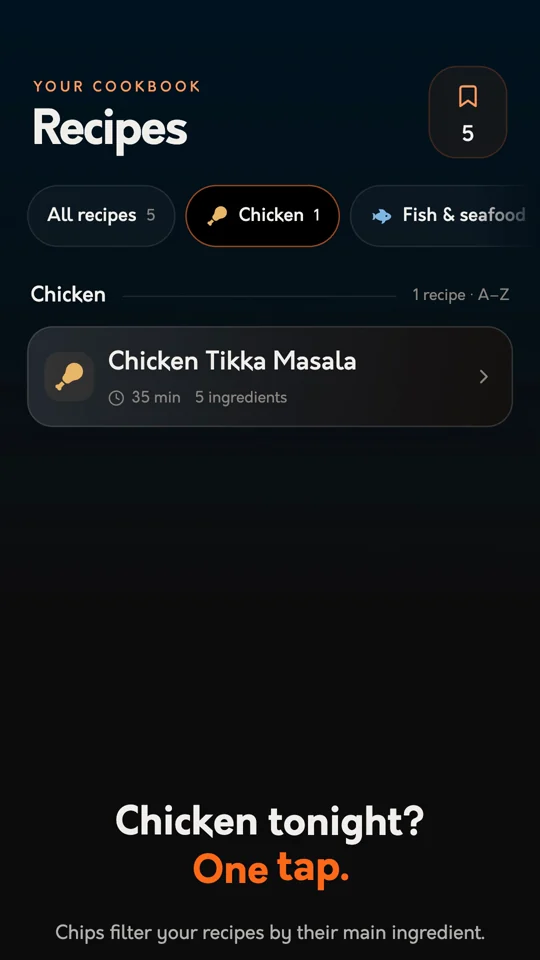 YOUR COOKBOOK
Recipes
5
All recipes 5
Chicken 1
Fish & seafood
Chicken
1 recipe · A–Z
Chicken Tikka Masala
35 min 5 ingredients
Chicken tonight?
One tap.
Chips filter your recipes by their main ingredient.